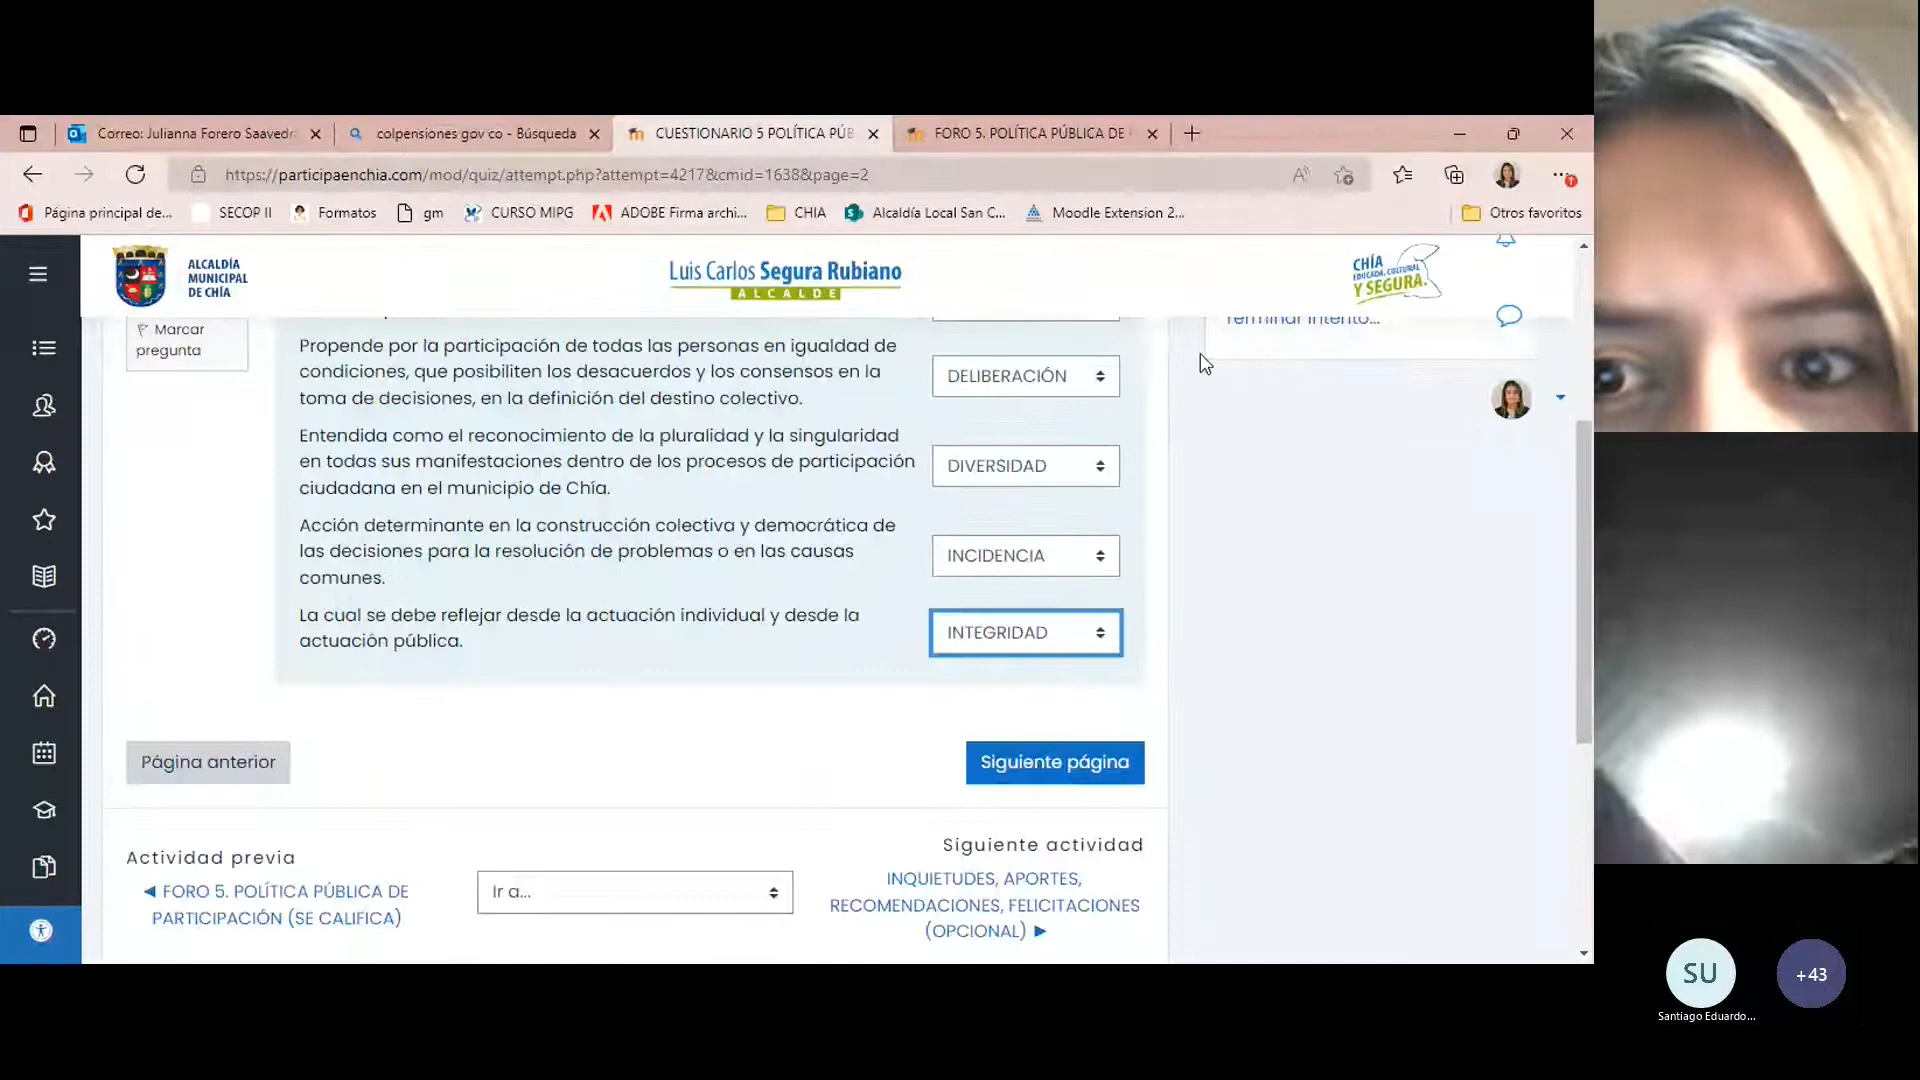 Correo: Julianna Forero Saavedr
colpensiones gov co - Búsqueda
CUESTIONARIO 5 POLÍTICA PÚB
FORO 5. POLÍTICA PÚBLICA DE
https://participaenchia.com/mod/quiz/attempt.php?attempt=4217&cmid=1638&page=2
Página principal de...
SECOP II
Formatos
gm
CURSO MIPG
ADOBE Firma archi...
CHIA
Alcaldía Local San C...
Moodle Extension 2...
Otros favoritos
ALCALDÍA
MUNICIPAL
DE CHÍA
Luis Carlos Segura Rubiano
ALCALDE
CHÍA
EDUCADA, CULTURAL
Y SEGURA.
Marcar
pregunta
Terminar intento...
Propende por la participación de todas las personas en igualdad de
condiciones, que posibiliten los desacuerdos y los consensos en la
toma de decisiones, en la definición del destino colectivo.
DELIBERACIÓN
Entendida como el reconocimiento de la pluralidad y la singularidad
en todas sus manifestaciones dentro de los procesos de participación
ciudadana en el municipio de Chía.
DIVERSIDAD
Acción determinante en la construcción colectiva y democrática de
las decisiones para la resolución de problemas o en las causas
comunes.
INCIDENCIA
La cual se debe reflejar desde la actuación individual y desde la
actuación pública.
INTEGRIDAD
Página anterior
Siguiente página
Actividad previa
◄ FORO 5. POLÍTICA PÚBLICA DE
PARTICIPACIÓN (SE CALIFICA)
Ir a...
Siguiente actividad
INQUIETUDES, APORTES,
RECOMENDACIONES, FELICITACIONES
(OPCIONAL) ►
SU
+43
Santiago Eduardo...